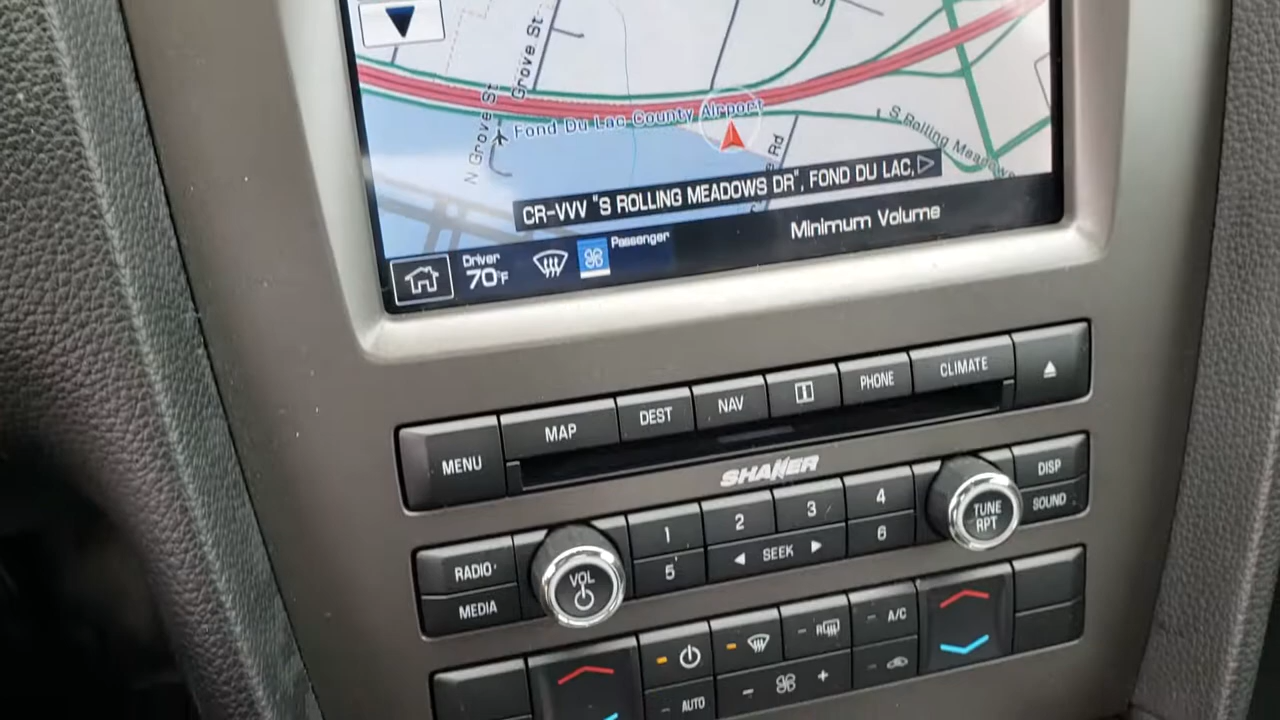 Grove St
S
N Grove St
Fond Du Lac County Airport
Rd
S Rolling Meadows
CR-VVV "S ROLLING MEADOWS DR", FOND DU LAC,
Driver
70°F
Passenger
Minimum Volume
MENU
MAP
DEST
NAV
i
PHONE
CLIMATE
SHAKER
RADIO
MEDIA
VOL
1
2
3
4
5
SEEK
6
TUNE
RPT
DISP
SOUND
R
A/C
AUTO
- +